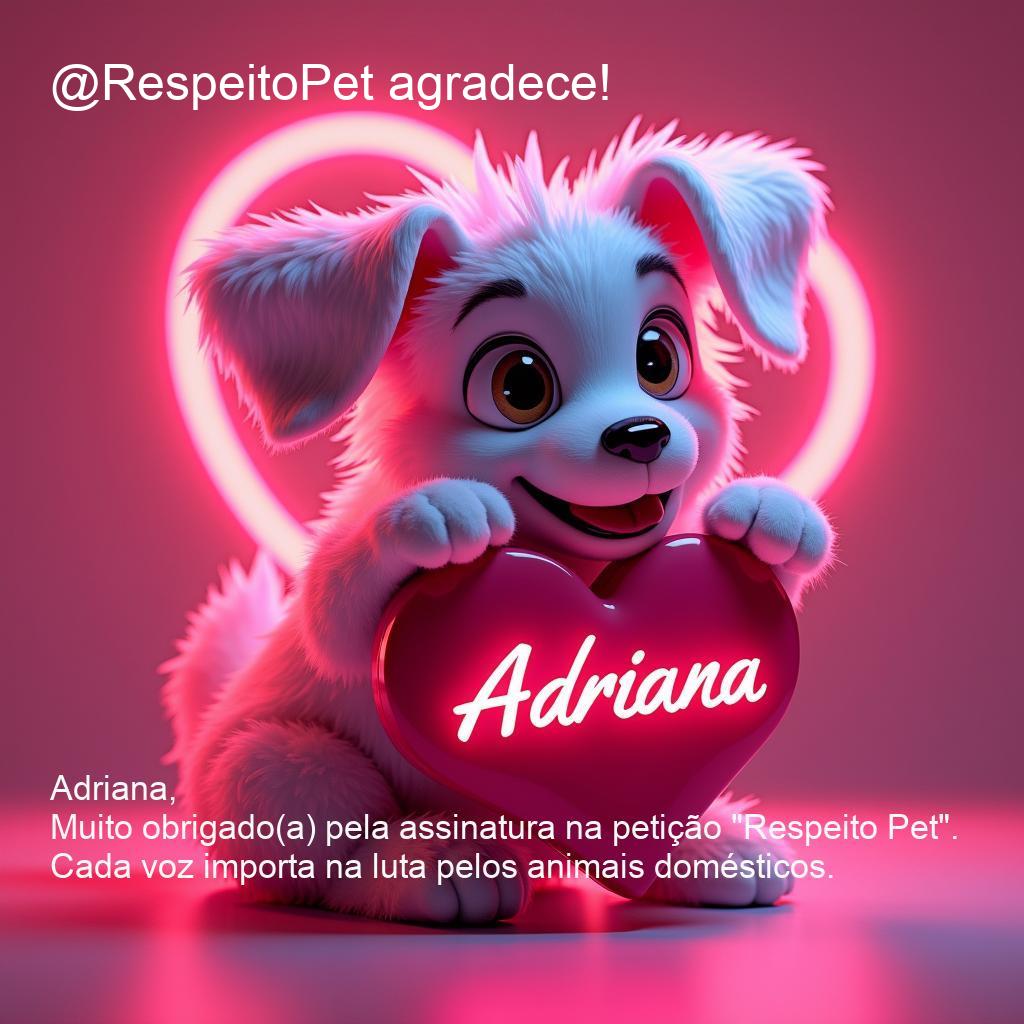 @RespeitoPet agradece!
Adriana
Adriana,
Muito obrigado(a) pela assinatura na petição "Respeito Pet".
Cada voz importa na luta pelos animais domésticos.